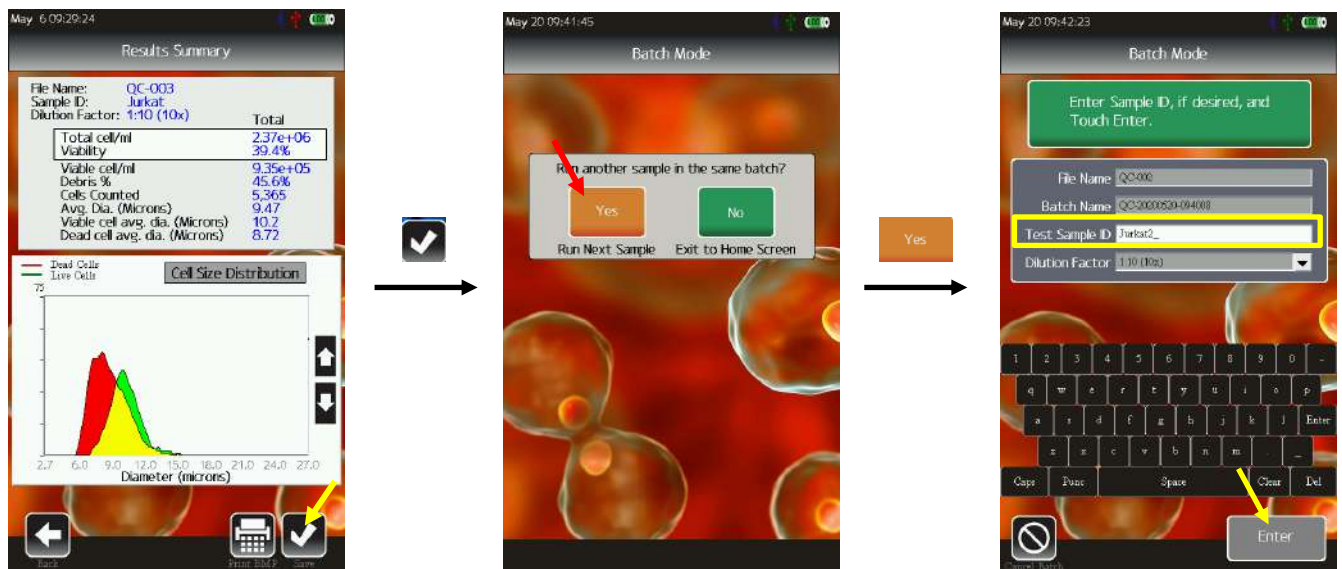 May 6 09:29:24
Results Summary
File Name: QC-003
Sample ID: Jurkat
Dilution Factor: 1:10 (10x)
Total
Total cell/ml 2.37e+06
Viability 39.4%
Viable cell/ml 9.35e+05
Debris % 45.6%
Cells Counted 5,365
Avg. Dia. (Microns) 9.47
Viable cell avg. dia. (Microns) 10.2
Dead cell avg. dia. (Microns) 8.72
Dead Cells
Live Cells
Cell Size Distribution
75
2.7 6.0 9.0 12.0 15.0 18.0 21.0 24.0 27.0
Diameter (microns)
Back
Print BMP
Save
May 20 09:41:45
Batch Mode
Run another sample in the same batch?
Yes
No
Run Next Sample
Exit to Home Screen
Yes
May 20 09:42:23
Batch Mode
Enter Sample ID, if desired, and
Touch Enter.
File Name QC-002
Batch Name QC-20200520-094008
Test Sample ID Jurkat2_
Dilution Factor 1:10 (10x)
1 2 3 4 5 6 7 8 9 0 -
q w e r t y u i o p
a s d f g h j k l Enter
z x c v b n m . _
Caps Punc Space Clear Del
Cancel Batch
Enter